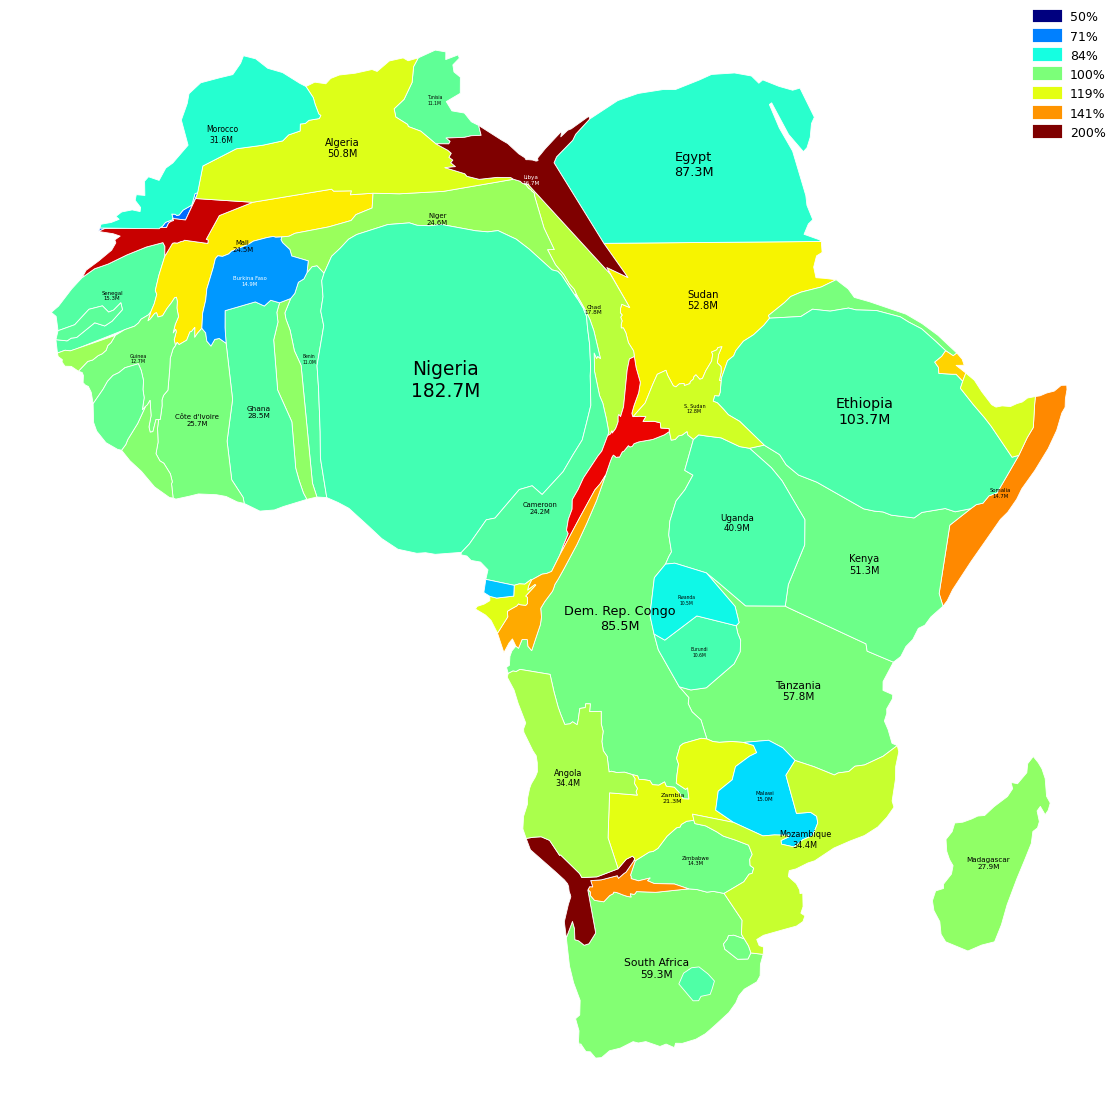 50%
71%
84%
100%
119%
141%
200%
Tunisia
11.1M
Morocco
31.6M
Algeria
50.8M
Egypt
87.3M
Libya
16.7M
Niger
24.6M
Mali
24.5M
Burkina Faso
14.9M
Senegal
15.3M
Sudan
52.8M
Chad
17.8M
Guinea
12.7M
Benin
11.0M
Nigeria
182.7M
Côte d'Ivoire
25.7M
Ghana
28.5M
S. Sudan
12.8M
Ethiopia
103.7M
Somalia
14.7M
Cameroon
24.2M
Uganda
40.9M
Kenya
51.3M
Rwanda
10.5M
Dem. Rep. Congo
85.5M
Burundi
10.6M
Tanzania
57.8M
Angola
34.4M
Zambia
21.3M
Malawi
15.0M
Mozambique
34.4M
Zimbabwe
14.3M
Madagascar
27.9M
South Africa
59.3M